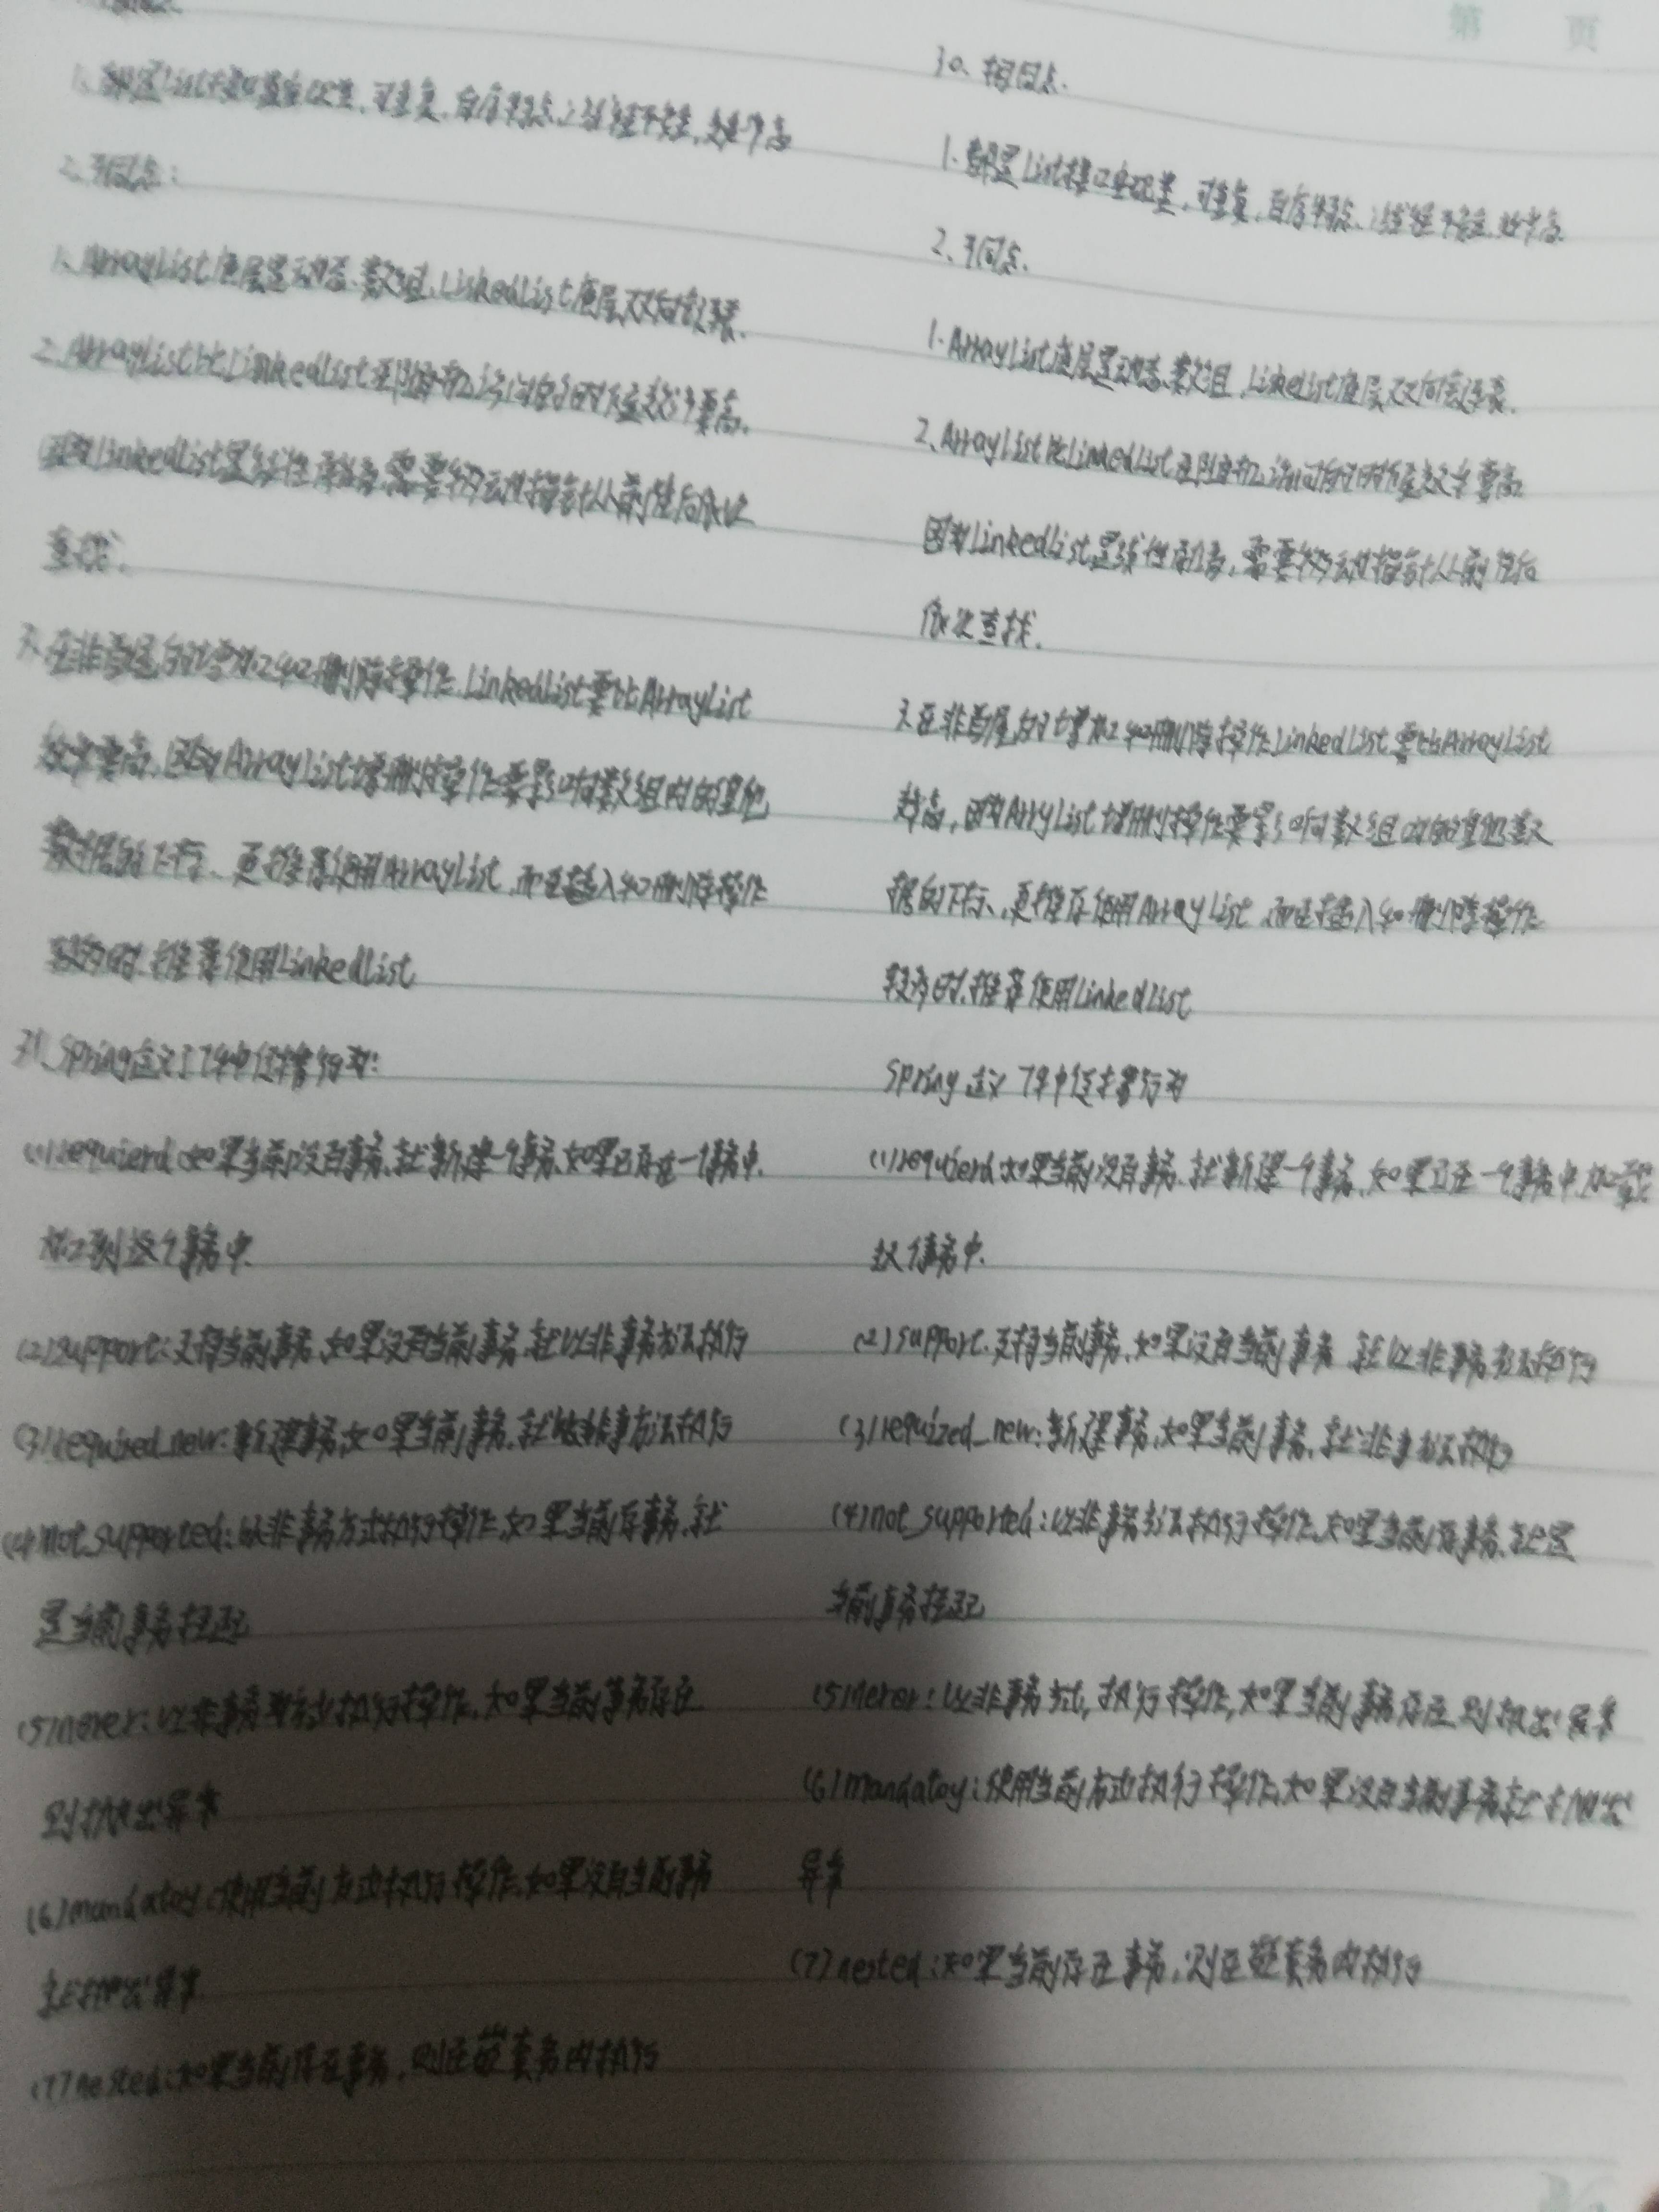 第 页
1、都是List接口实现类,可重复,有序特点,线程不安全,效率高
2、不同点:
1、ArrayList底层是动态数组,LinkedList底层双向链表.
2、ArrayList比LinkedList在随机访问的时候效率要高.
因为LinkedList是线性存储,需要移动指针从前往后依次
查找.
3、在非首尾的增加和删除操作,LinkedList要比ArrayList
效率要高,因为ArrayList增删操作要影响数组内的其他
数据的下标、更推荐使用ArrayList,而在插入和删除操作
较多时,推荐使用LinkedList
31、Spring定义了7种传播行为:
(1)requierd:如果当前没有事务,就新建一个事务,如果已存在一个事务中.
加到这个事务中.
(2)support:支持当前事务,如果没有当前事务,就以非事务方法执行
(3)required_new:新建事务,如果当前事务,就 非事方法执行
(4)not_supported:以非事务方式执行操作,如果当前存事务,就
是当前事务挂起
(5)never:以非事务 方式执行操作,如果当前事务存在
则抛出异常
(6)mandatoy:使用当前方式执行操作,如果没有当前事务
就抛出异常
(7)nested:如果当前存在事务,则在嵌套务内执行
30、相同点.
1.都是List接口实现类,可重复,有序特点,线程不安全,效率高.
2、不同点.
1.ArrayList底层是动态数组,LinkeList底层双向链表.
2、ArrayList比LinkedList在随机访问的时候效率要高
因为LinkedList是线性存储,需要移动指针从前往后
依次查找.
3.在非首尾的增加和删除操作,LinkedList要比ArrayList
效高,因为ArryList增删操作要影响数组内的其他数
据的下标、更推存使用ArrayList,而在插入和删除操作
较多时,推荐使用LinkedList
Spring定义7种传播行为
(1)requierd:如果当前没有事务,就新建一个事务,如果已在一个事务中,加
这个事务中.
(2)support:支持当前事务,如果没有当前事务 就以非事务方法执行
(3)required_new:新建事务,如果当前事务,就 非事方法执行
(4)not_supported:以非事务方法执行操作,如果当前存事务,就是
当前事务挂起
(5)never:以非事务方式,执行操作,如果当前事务存在,则抛出异常
(6)mandatoy:使用当前方式执行操作,如果没有当前事务就抛出
异常
(7)nested:如果当前存在事务,则在嵌套务内执行